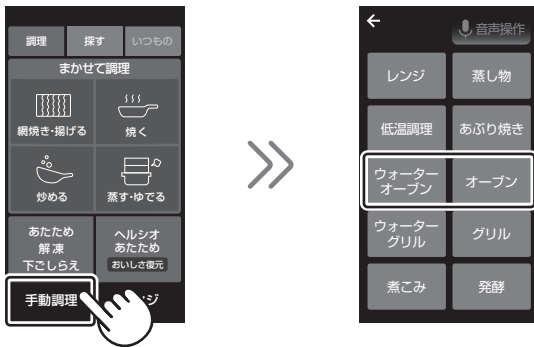 調理
探す
いつもの
まかせて調理
網焼き・揚げる
焼く
炒める
蒸す・ゆでる
あたため
解凍
下ごしらえ
ヘルシオ
あたため
おいしさ復元
手動調理
ジ
音声操作
レンジ
蒸し物
低温調理
あぶり焼き
ウォーター
オーブン
オーブン
ウォーター
グリル
グリル
煮こみ
発酵